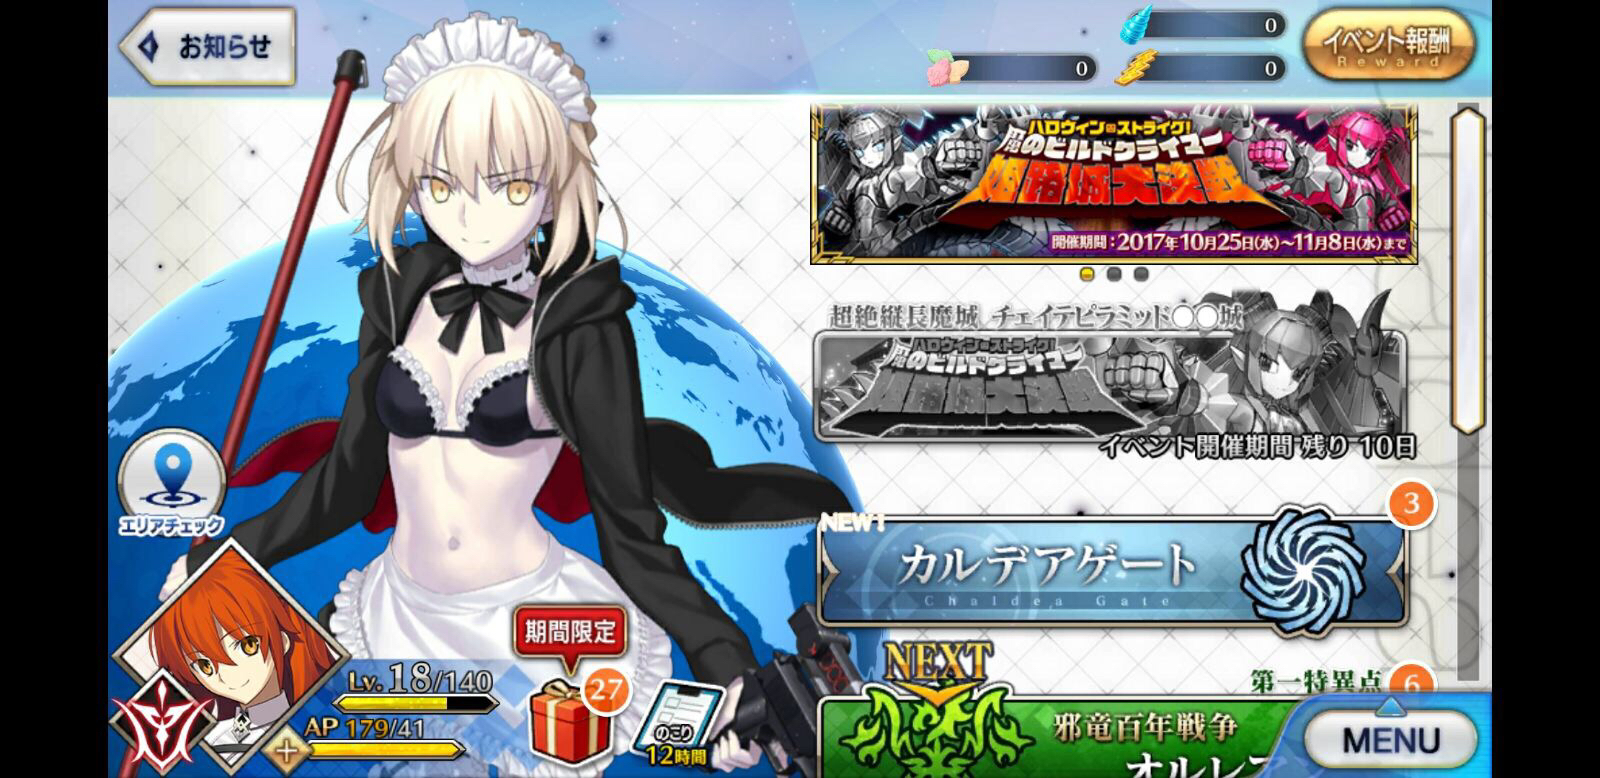 お知らせ
0
0
0
イベント報酬
Reward
ハロウィン・ストライク!
魔のビルドクライマー
姫路城大決戦
開催期間:2017年10月25日(水)~11月8日(水)まで
超絶縦長魔城 チェイテピラミッド○○城
ハロウィン・ストライク!
魔のビルドクライマー
姫路城大決戦
イベント開催期間 残り 10日
エリアチェック
NEW!
3
カルデアゲート
Chaldea Gate
期間限定
27
NEXT
第一特異点
6
Lv.18/140
AP 179/41
のこり
12時間
邪竜百年戦争
オルレア
MENU